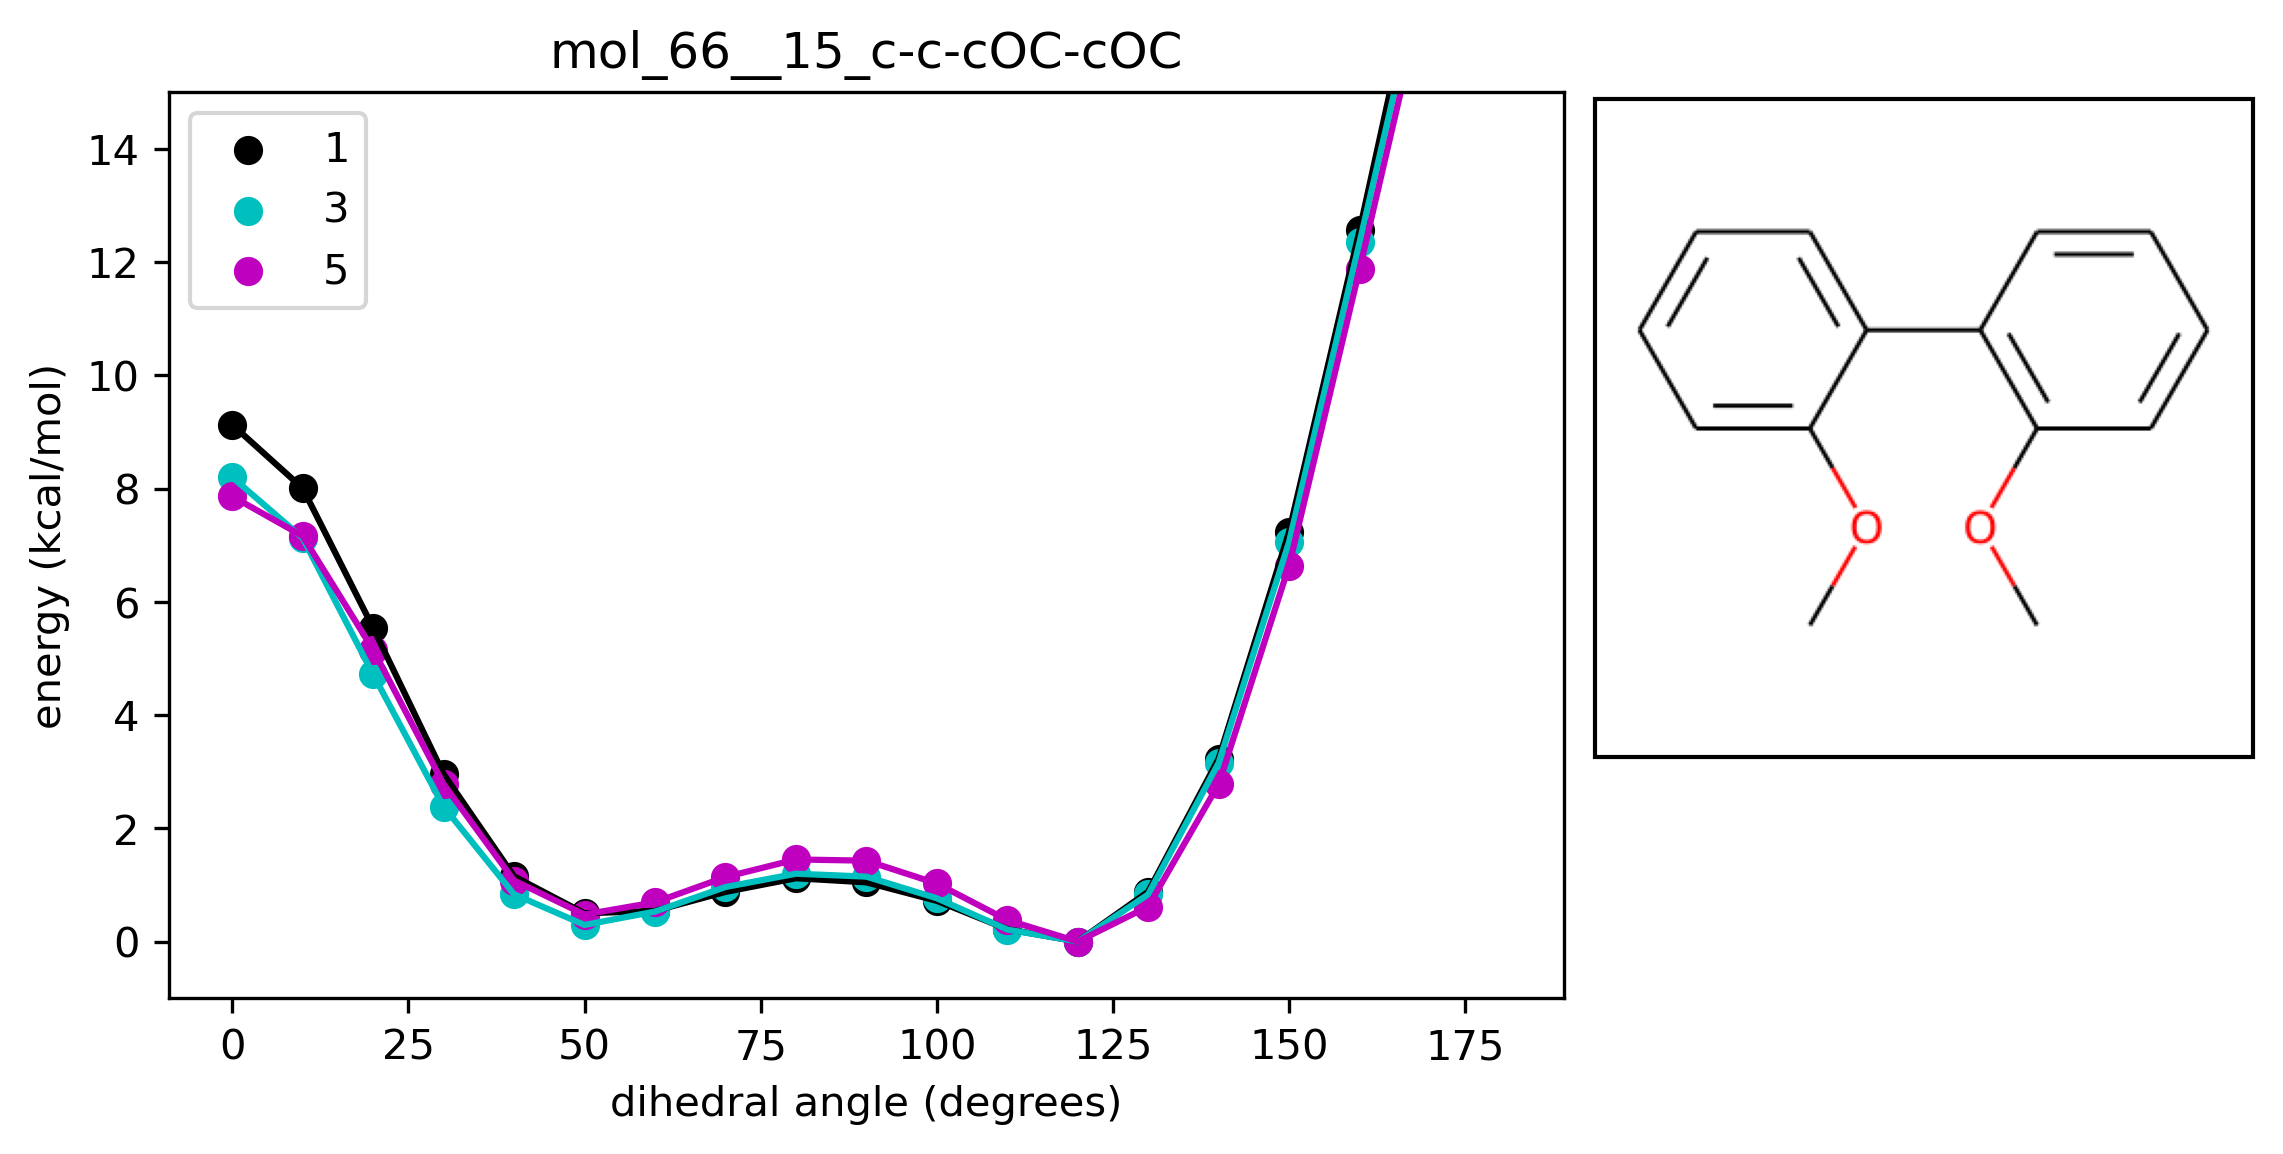 mol_66__15_c-c-cOC-cOC
1
3
5
14
12
10
8
6
4
2
0
energy (kcal/mol)
0 25 50 75 100 125 150 175
dihedral angle (degrees)
O O